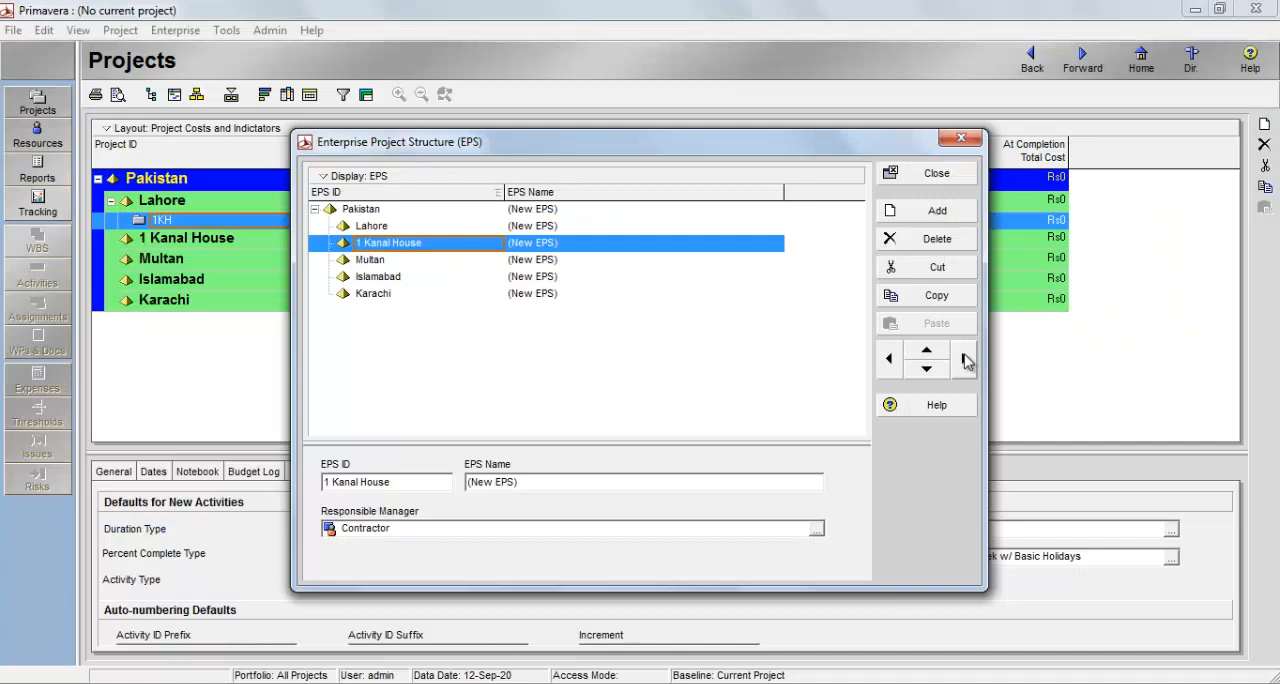 Primavera : (No current project)
File Edit View Project Enterprise Tools Admin Help
Projects
Back Forward Home Dir. Help
Projects
Resources
Reports
Tracking
WBS
Activities
Assignments
WPs & Docs
Expenses
Thresholds
Issues
Risks
Layout: Project Costs and Indictators
Project ID
At Completion
Total Cost
Pakistan Rs0
Lahore Rs0
1KH Rs0
1 Kanal House Rs0
Multan Rs0
Islamabad Rs0
Karachi Rs0
Enterprise Project Structure (EPS)
Display: EPS
EPS ID EPS Name
Pakistan (New EPS)
Lahore (New EPS)
1 Kanal House (New EPS)
Multan (New EPS)
Islamabad (New EPS)
Karachi (New EPS)
Close
Add
Delete
Cut
Copy
Paste
Help
EPS ID EPS Name
1 Kanal House (New EPS)
Responsible Manager
Contractor ...
General Dates Notebook Budget Log
Defaults for New Activities
Duration Type ...
Percent Complete Type w/ Basic Holidays ...
Activity Type
Auto-numbering Defaults
Activity ID Prefix Activity ID Suffix Increment
Portfolio: All Projects User: admin Data Date: 12-Sep-20 Access Mode: Baseline: Current Project